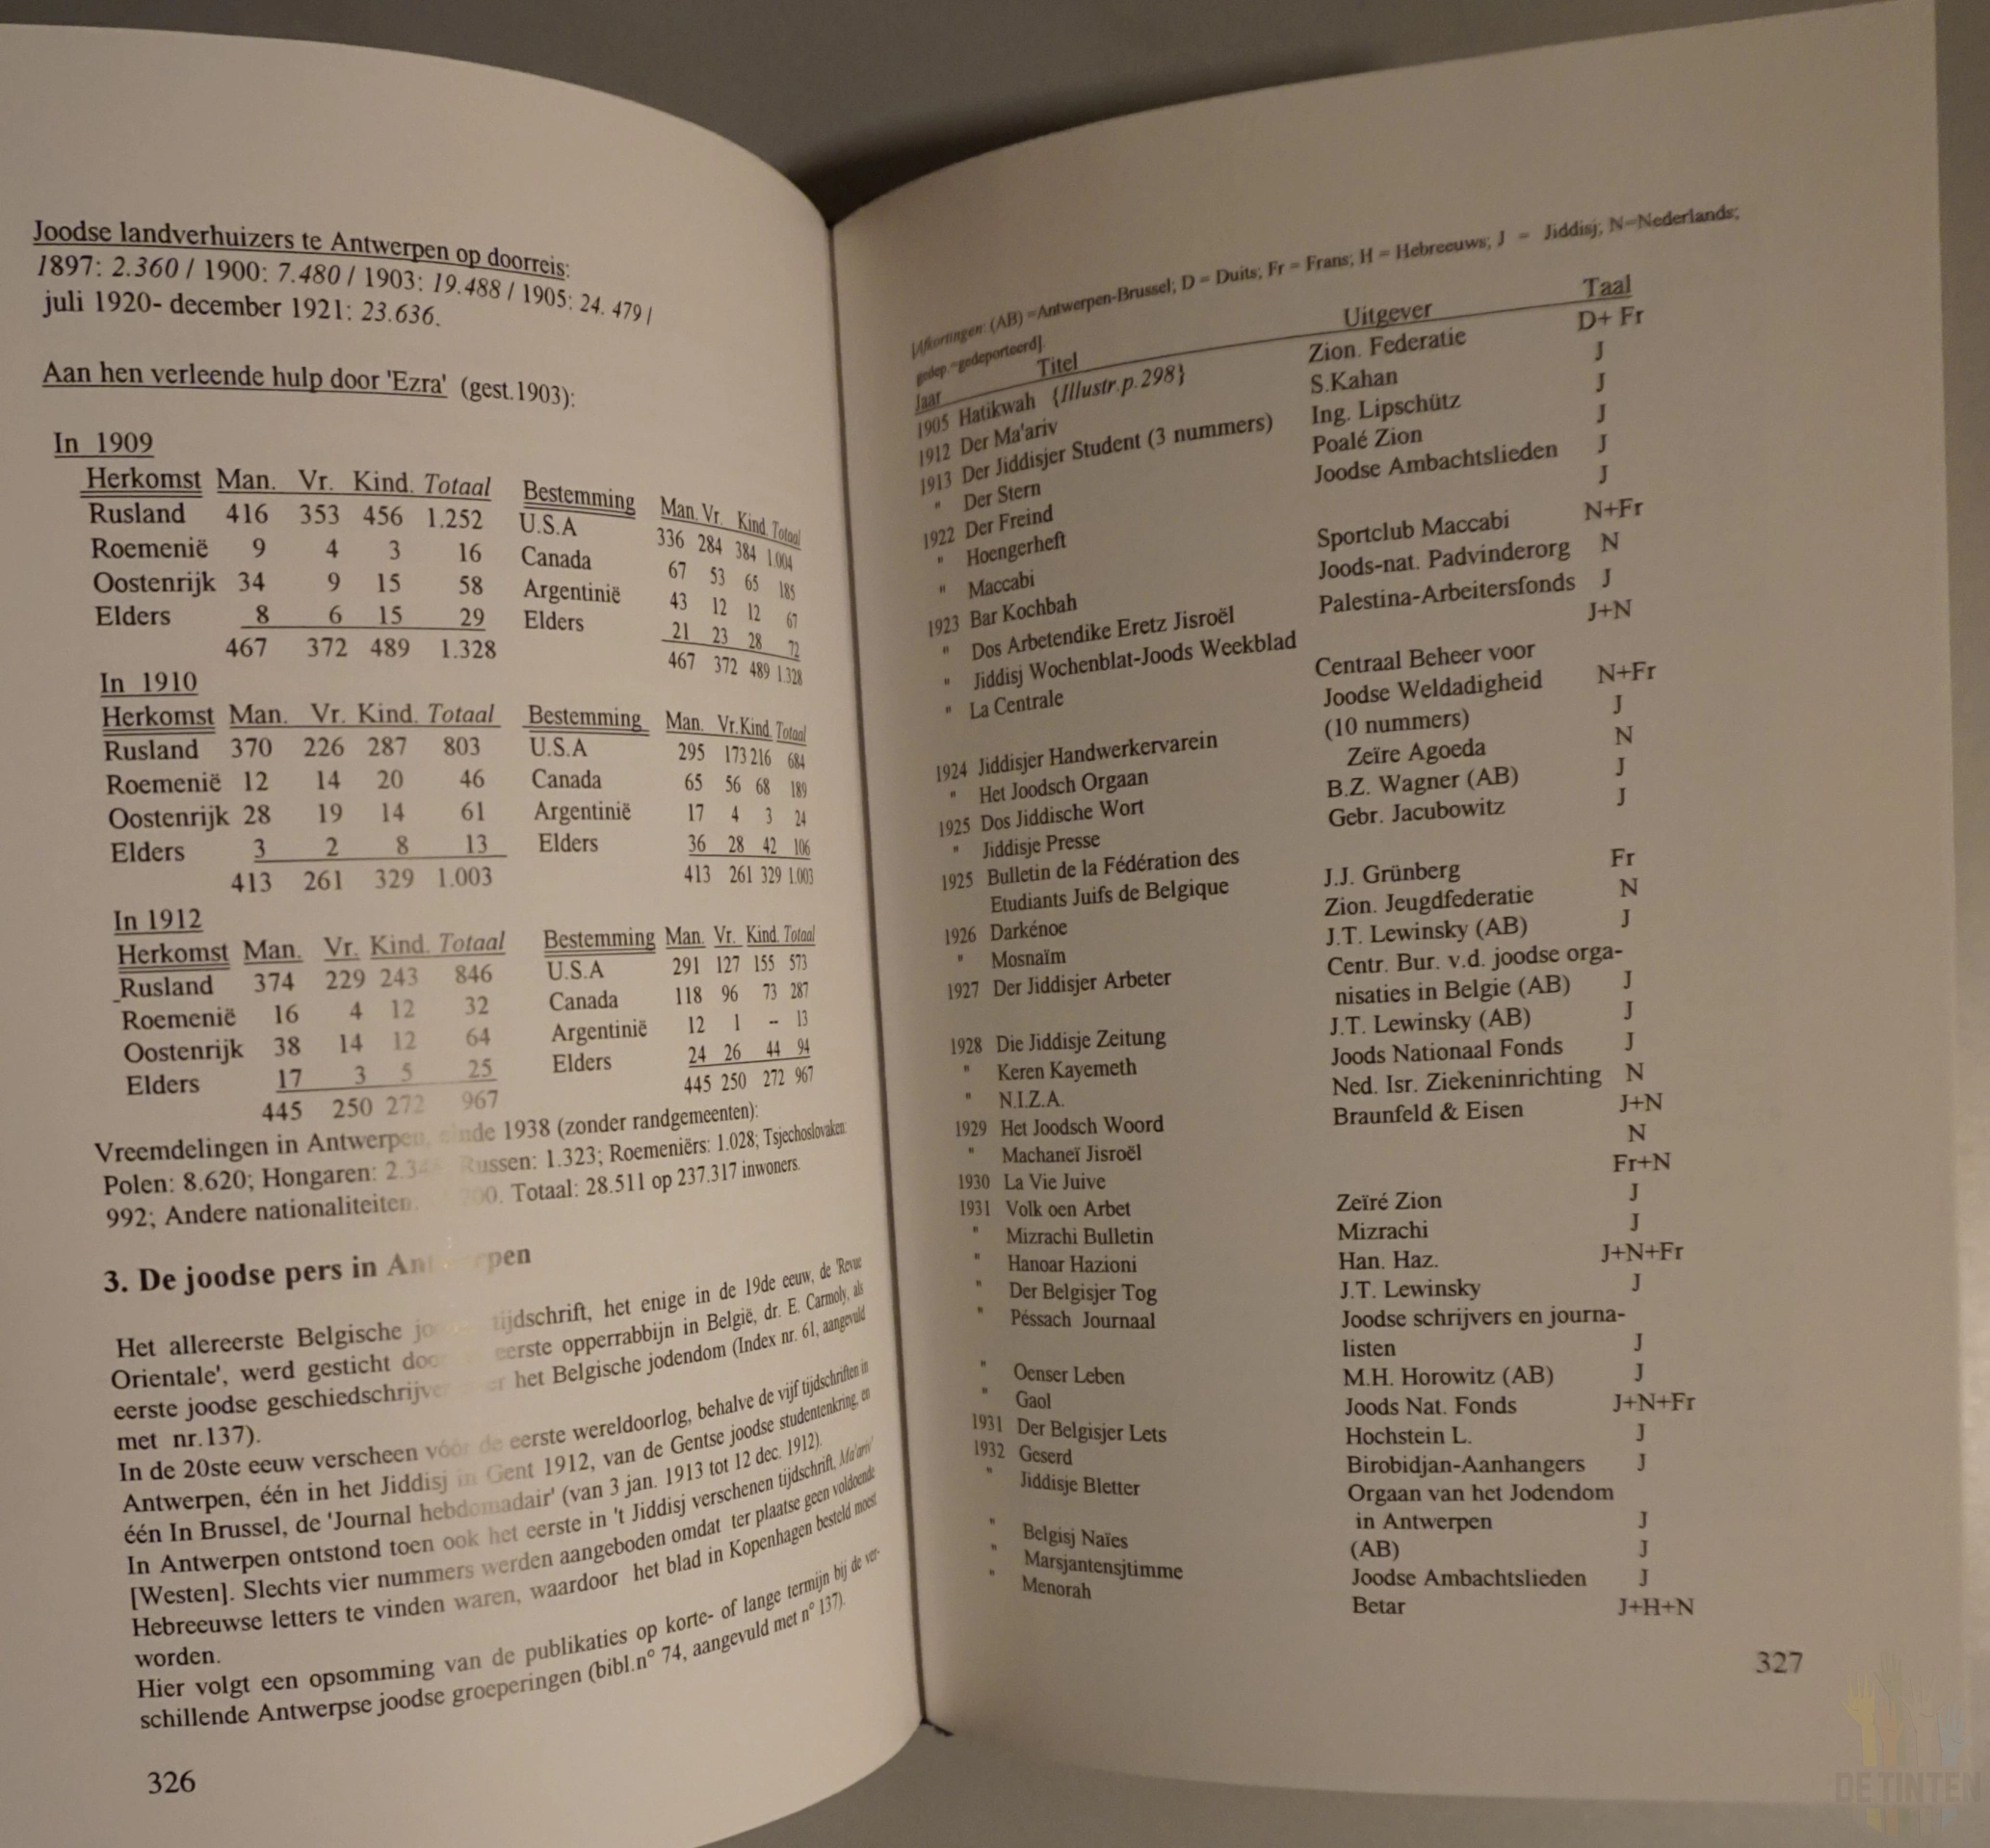 Joodse landverhuizers te Antwerpen op doorreis:
1897: 2.360 / 1900: 7.480 / 1903: 19.488 / 1905: 24. 479 /
juli 1920- december 1921: 23.636.
Aan hen verleende hulp door 'Ezra' (gest.1903):
In 1909
Herkomst Man. Vr. Kind. Totaal Bestemming Man. Vr. Kind. Totaal
Rusland 416 353 456 1.252 U.S.A 336 284 384 1.004
Roemenië 9 4 3 16 Canada 67 53 65 185
Oostenrijk 34 9 15 58 Argentinië 43 12 12 67
Elders 8 6 15 29 Elders 21 23 28 72
467 372 489 1.328 467 372 489 1.328
In 1910
Herkomst Man. Vr. Kind. Totaal Bestemming Man. Vr. Kind. Totaal
Rusland 370 226 287 803 U.S.A 295 173 216 684
Roemenië 12 14 20 46 Canada 65 56 68 189
Oostenrijk 28 19 14 61 Argentinië 17 4 3 24
Elders 3 2 8 13 Elders 36 28 42 106
413 261 329 1.003 413 261 329 1.003
In 1912
Herkomst Man. Vr. Kind. Totaal Bestemming Man. Vr. Kind. Totaal
Rusland 374 229 243 846 U.S.A 291 127 155 573
Roemenië 16 4 12 32 Canada 118 96 73 287
Oostenrijk 38 14 12 64 Argentinië 12 1 -- 13
Elders 17 3 5 25 Elders 24 26 44 94
445 250 272 967 445 250 272 967
Vreemdelingen in Antwerpen, einde 1938 (zonder randgemeenten):
Polen: 8.620; Hongaren: Russen: 1.323; Roemeniërs: 1.028; Tsjechoslovaken:
992; Andere nationaliteiten. Totaal: 28.511 op 237.317 inwoners.
3. De joodse pers in Antwerpen
Het allereerste Belgische tijdschrift, het enige in de 19de eeuw, de 'Revue
Orientale', werd gesticht door eerste opperrabbijn in België, dr. E. Carmoly, als
eerste joodse geschiedschrijver het Belgische jodendom (Index nr. 61, aangevuld
met nr.137).
In de 20ste eeuw verscheen vóór de eerste wereldoorlog, behalve de vijf tijdschriften in
Antwerpen, één in het Jiddisj in Gent 1912, van de Gentse joodse studentenkring, en
één In Brussel, de 'Journal hebdomadair' (van 3 jan. 1913 tot 12 dec. 1912).
In Antwerpen ontstond toen ook het eerste in 't Jiddisj verschenen tijdschrift, Ma'ariv
[Westen]. Slechts vier nummers werden aangeboden omdat ter plaatse geen voldoende
Hebreeuwse letters te vinden waren, waardoor het blad in Kopenhagen besteld moest
worden.
Hier volgt een opsomming van de publikaties op korte- of lange termijn bij de ver-
schillende Antwerpse joodse groeperingen (bibl.n° 74, aangevuld met n° 137).
326
[Afkortingen: (AB) =Antwerpen-Brussel; D = Duits; Fr = Frans; H = Hebreeuws; J = Jiddisj; N=Nederlands;
gedep.=gedeporteerd].
Jaar Titel Uitgever Taal
1905 Hatikwah {Illustr.p.298} Zion. Federatie D+ Fr
1912 Der Ma'ariv S.Kahan J
1913 Der Jiddisjer Student (3 nummers) Ing. Lipschütz J
" Der Stern Poalé Zion J
1922 Der Freind Joodse Ambachtslieden J
" Hoengerheft J
" Maccabi Sportclub Maccabi N+Fr
1923 Bar Kochbah Joods-nat. Padvinderorg N
" Dos Arbetendike Eretz Jisroël Palestina-Arbeitersfonds J
" Jiddisj Wochenblat-Joods Weekblad J+N
" La Centrale Centraal Beheer voor
Joodse Weldadigheid N+Fr
1924 Jiddisjer Handwerkervarein (10 nummers) J
" Het Joodsch Orgaan Zeïre Agoeda N
1925 Dos Jiddische Wort B.Z. Wagner (AB) J
" Jiddisje Presse Gebr. Jacubowitz J
1925 Bulletin de la Fédération des
Etudiants Juifs de Belgique J.J. Grünberg Fr
1926 Darkénoe Zion. Jeugdfederatie N
" Mosnaïm J.T. Lewinsky (AB) J
1927 Der Jiddisjer Arbeter Centr. Bur. v.d. joodse orga-
nisaties in Belgie (AB) J
1928 Die Jiddisje Zeitung J.T. Lewinsky (AB) J
" Keren Kayemeth Joods Nationaal Fonds J
" N.I.Z.A. Ned. Isr. Ziekeninrichting N
1929 Het Joodsch Woord Braunfeld & Eisen J+N
" Machaneï Jisroël N
1930 La Vie Juive Fr+N
1931 Volk oen Arbet Zeïré Zion J
" Mizrachi Bulletin Mizrachi J
" Hanoar Hazioni Han. Haz. J+N+Fr
" Der Belgisjer Tog J.T. Lewinsky J
" Péssach Journaal Joodse schrijvers en journa-
listen J
" Oenser Leben M.H. Horowitz (AB) J
" Gaol Joods Nat. Fonds J+N+Fr
1931 Der Belgisjer Lets Hochstein L. J
1932 Geserd Birobidjan-Aanhangers J
" Jiddisje Bletter Orgaan van het Jodendom
in Antwerpen J
" Belgisj Naïes (AB) J
" Marsjantensjtimme Joodse Ambachtslieden J
" Menorah Betar J+H+N
327
DE TINTEN